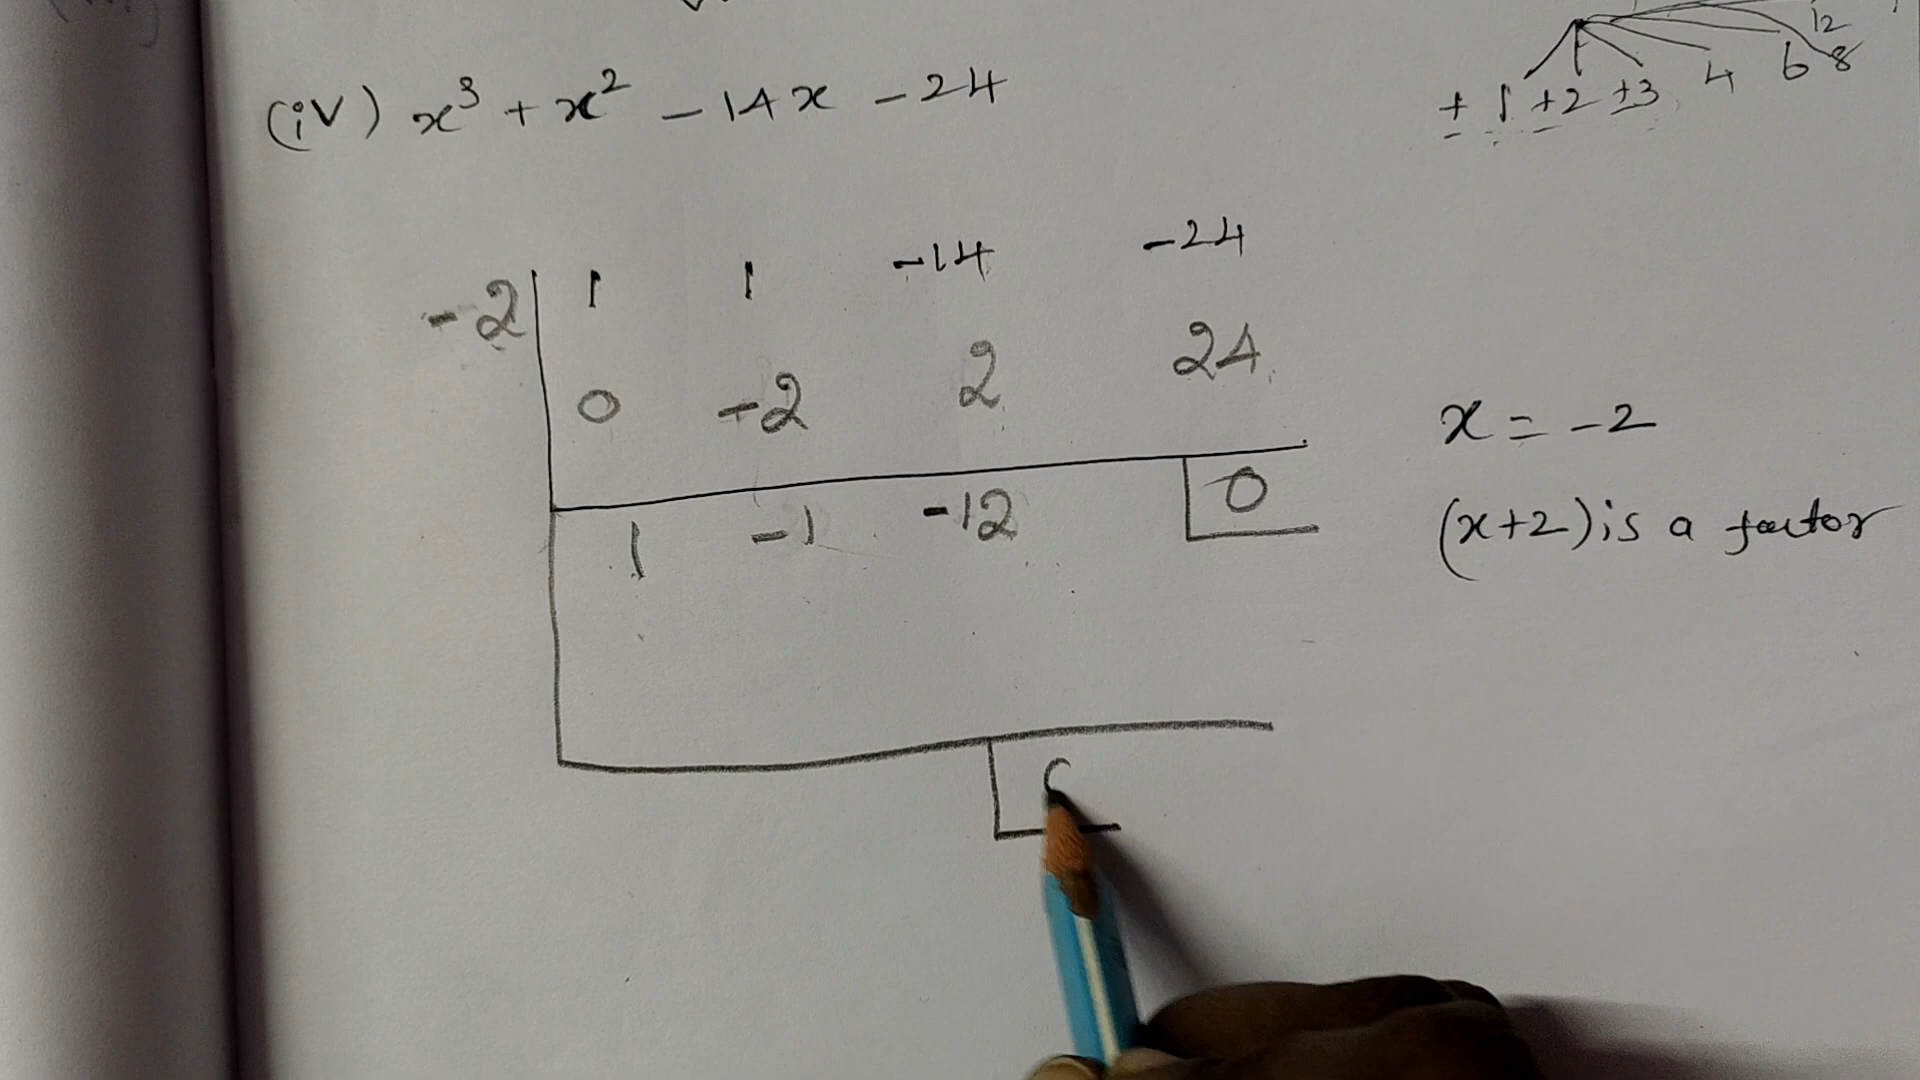 12
± 1 ±2 ±3 4 6 8
(iv) x³ + x² - 14x - 24
-2 1 1 -14 -24
0 -2 2 24
1 -1 -12 0
x = -2
(x+2) is a factor